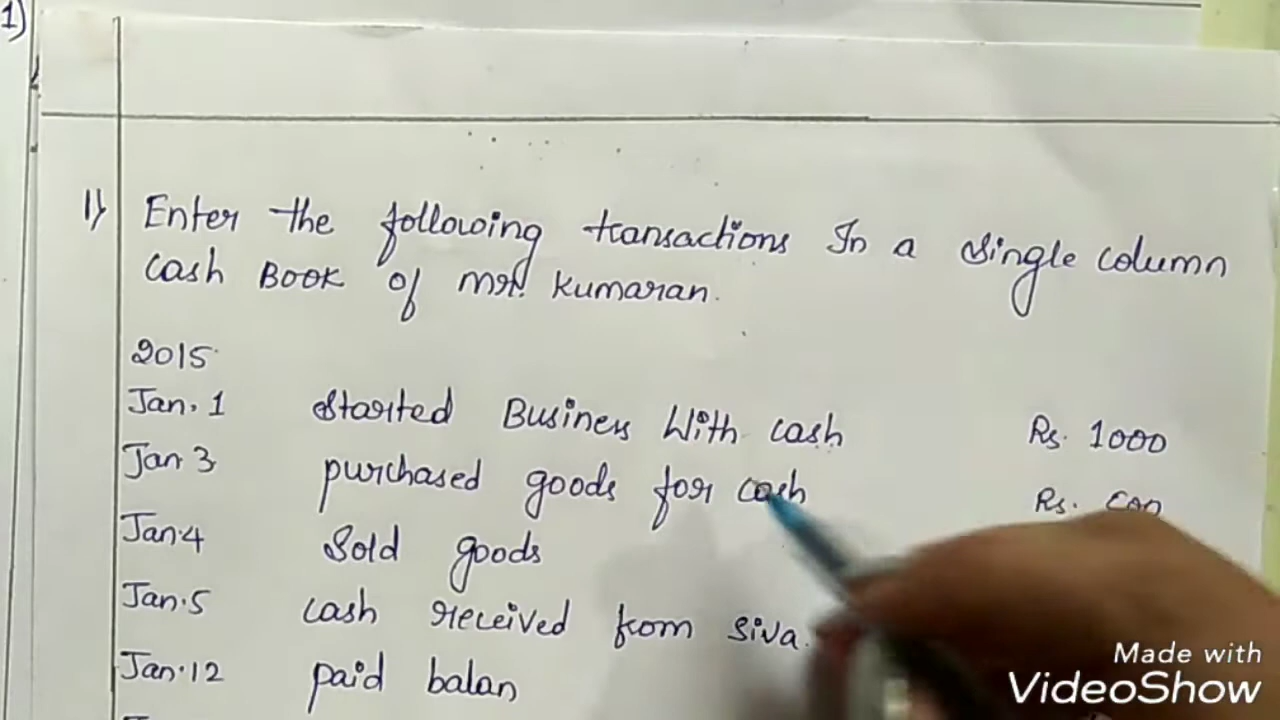 1)
1) Enter the following transactions In a single column
cash BOOK of mr. kumaran.
2015
Jan. 1 Started Business With cash Rs. 1000
Jan 3 purchased goods for cash Rs.
Jan.4 Sold goods
Jan.5 cash received from siva.
Jan.12 paid balan
Made with
VideoShow